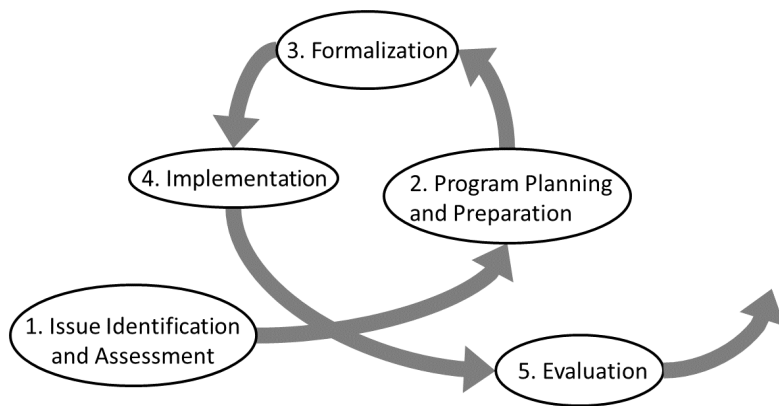 3. Formalization
4. Implementation
2. Program Planning
and Preparation
1. Issue Identification
and Assessment
5. Evaluation